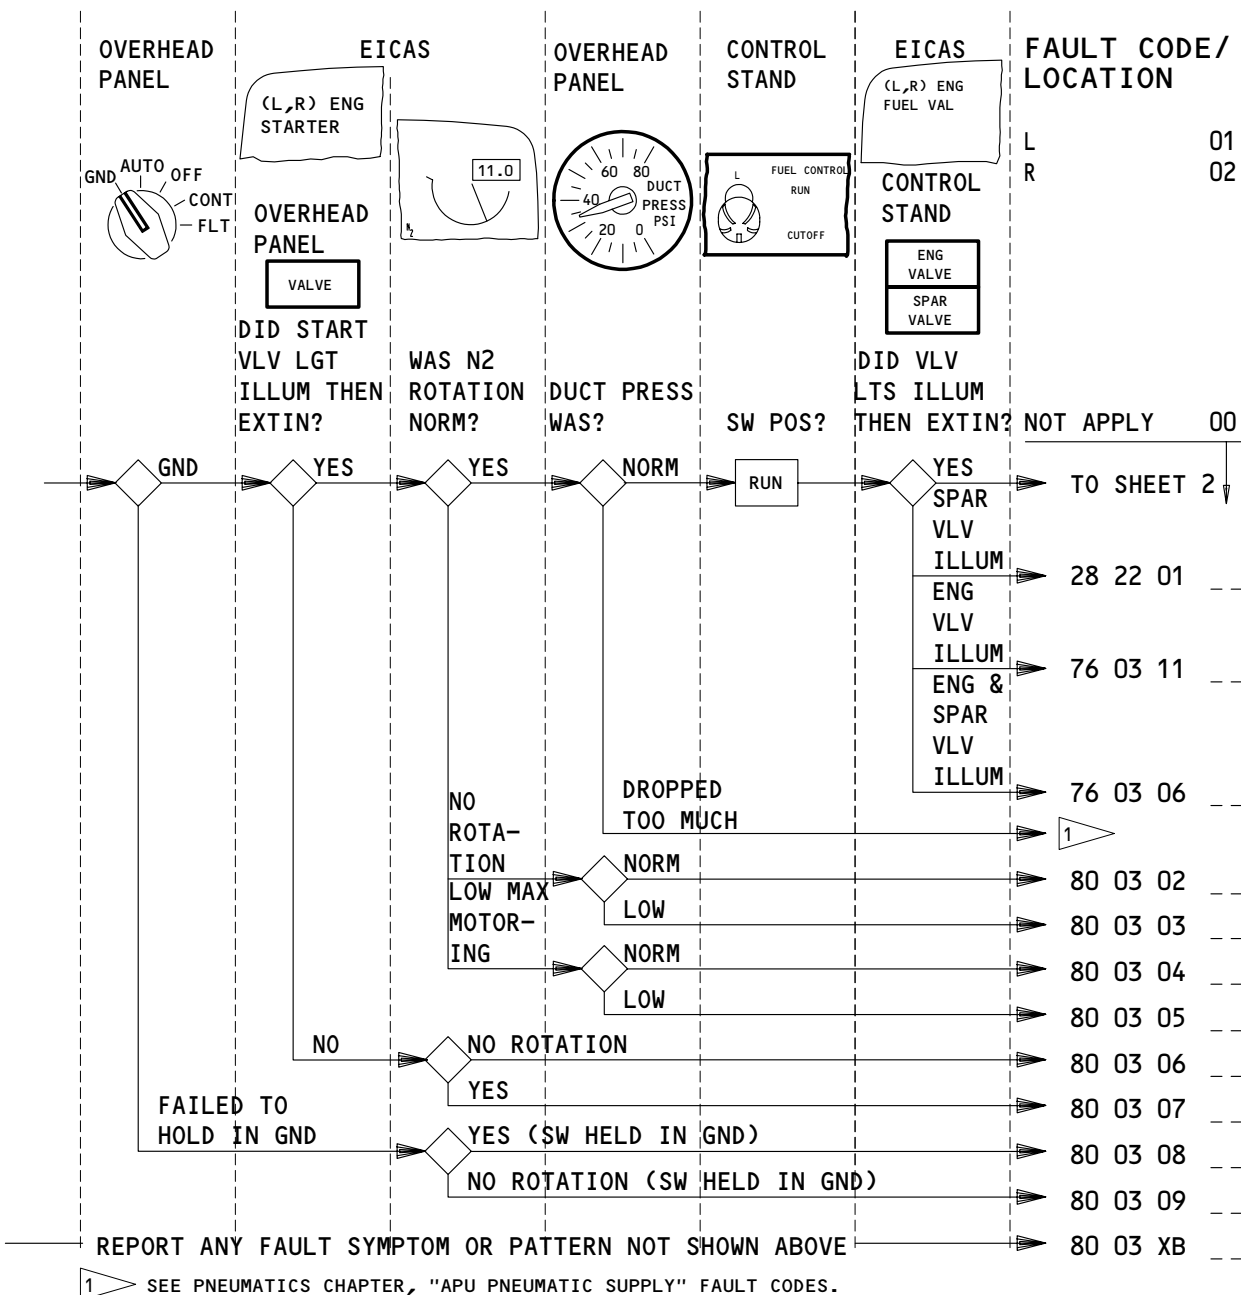 OVERHEAD
PANEL
EICAS
OVERHEAD
PANEL
CONTROL
STAND
EICAS
FAULT CODE/
LOCATION
(L,R) ENG
STARTER
(L,R) ENG
FUEL VAL
L 01
R 02
GND
AUTO
OFF
CONT
FLT
11.0
N2
60 80
40
20 0
DUCT
PRESS
PSI
L
FUEL CONTROL
RUN
CUTOFF
OVERHEAD
PANEL
VALVE
CONTROL
STAND
ENG
VALVE
SPAR
VALVE
DID START
VLV LGT
ILLUM THEN
EXTIN?
WAS N2
ROTATION
NORM?
DUCT PRESS
WAS?
SW POS?
DID VLV
LTS ILLUM
THEN EXTIN?
NOT APPLY 00
GND
YES
YES
NORM
RUN
YES
TO SHEET 2
SPAR
VLV
ILLUM
28 22 01 _ _
ENG
VLV
ILLUM
76 03 11 _ _
ENG &
SPAR
VLV
ILLUM
76 03 06 _ _
DROPPED
TOO MUCH
1
NO
ROTA-
TION
NORM
80 03 02 _ _
LOW
80 03 03 _ _
LOW MAX
MOTOR-
ING
NORM
80 03 04 _ _
LOW
80 03 05 _ _
NO
NO ROTATION
80 03 06 _ _
YES
80 03 07 _ _
FAILED TO
HOLD IN GND
YES (SW HELD IN GND)
80 03 08 _ _
NO ROTATION (SW HELD IN GND)
80 03 09 _ _
REPORT ANY FAULT SYMPTOM OR PATTERN NOT SHOWN ABOVE
80 03 XB _ _
1 SEE PNEUMATICS CHAPTER, "APU PNEUMATIC SUPPLY" FAULT CODES.